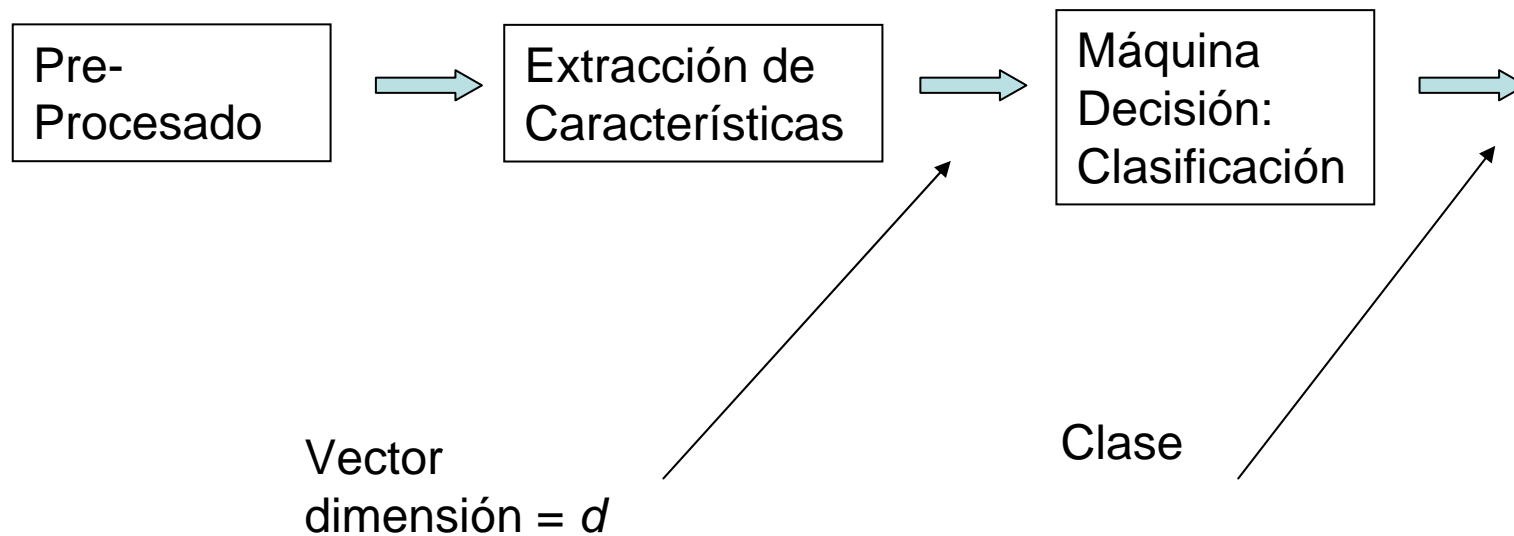 Pre-
Procesado
Extracción de
Características
Máquina
Decisión:
Clasificación
Vector
dimensión = d
Clase